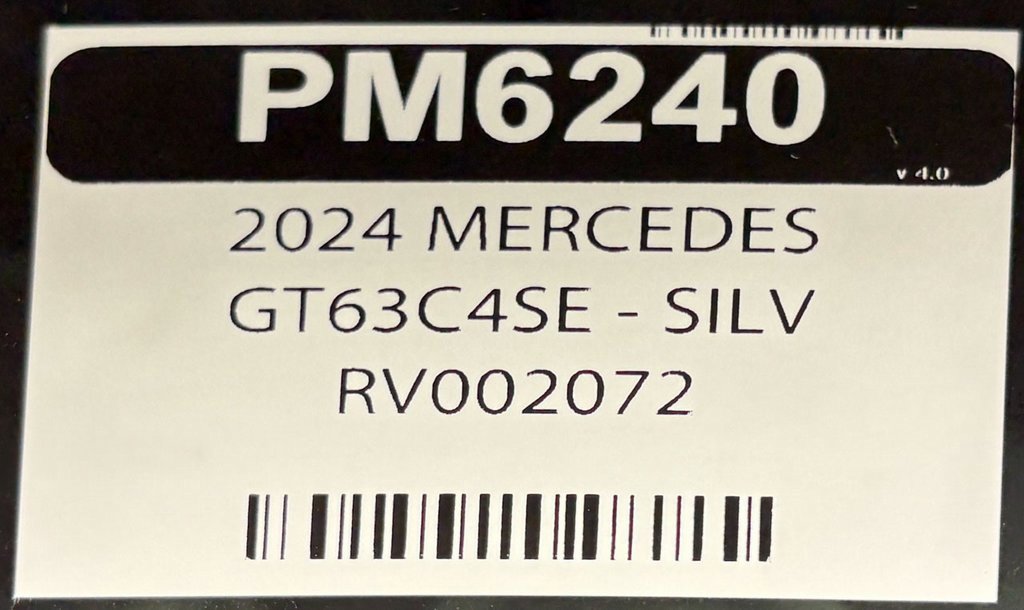 PM6240
v 4.0
2024 MERCEDES
GT63C4SE - SILV
RV002072